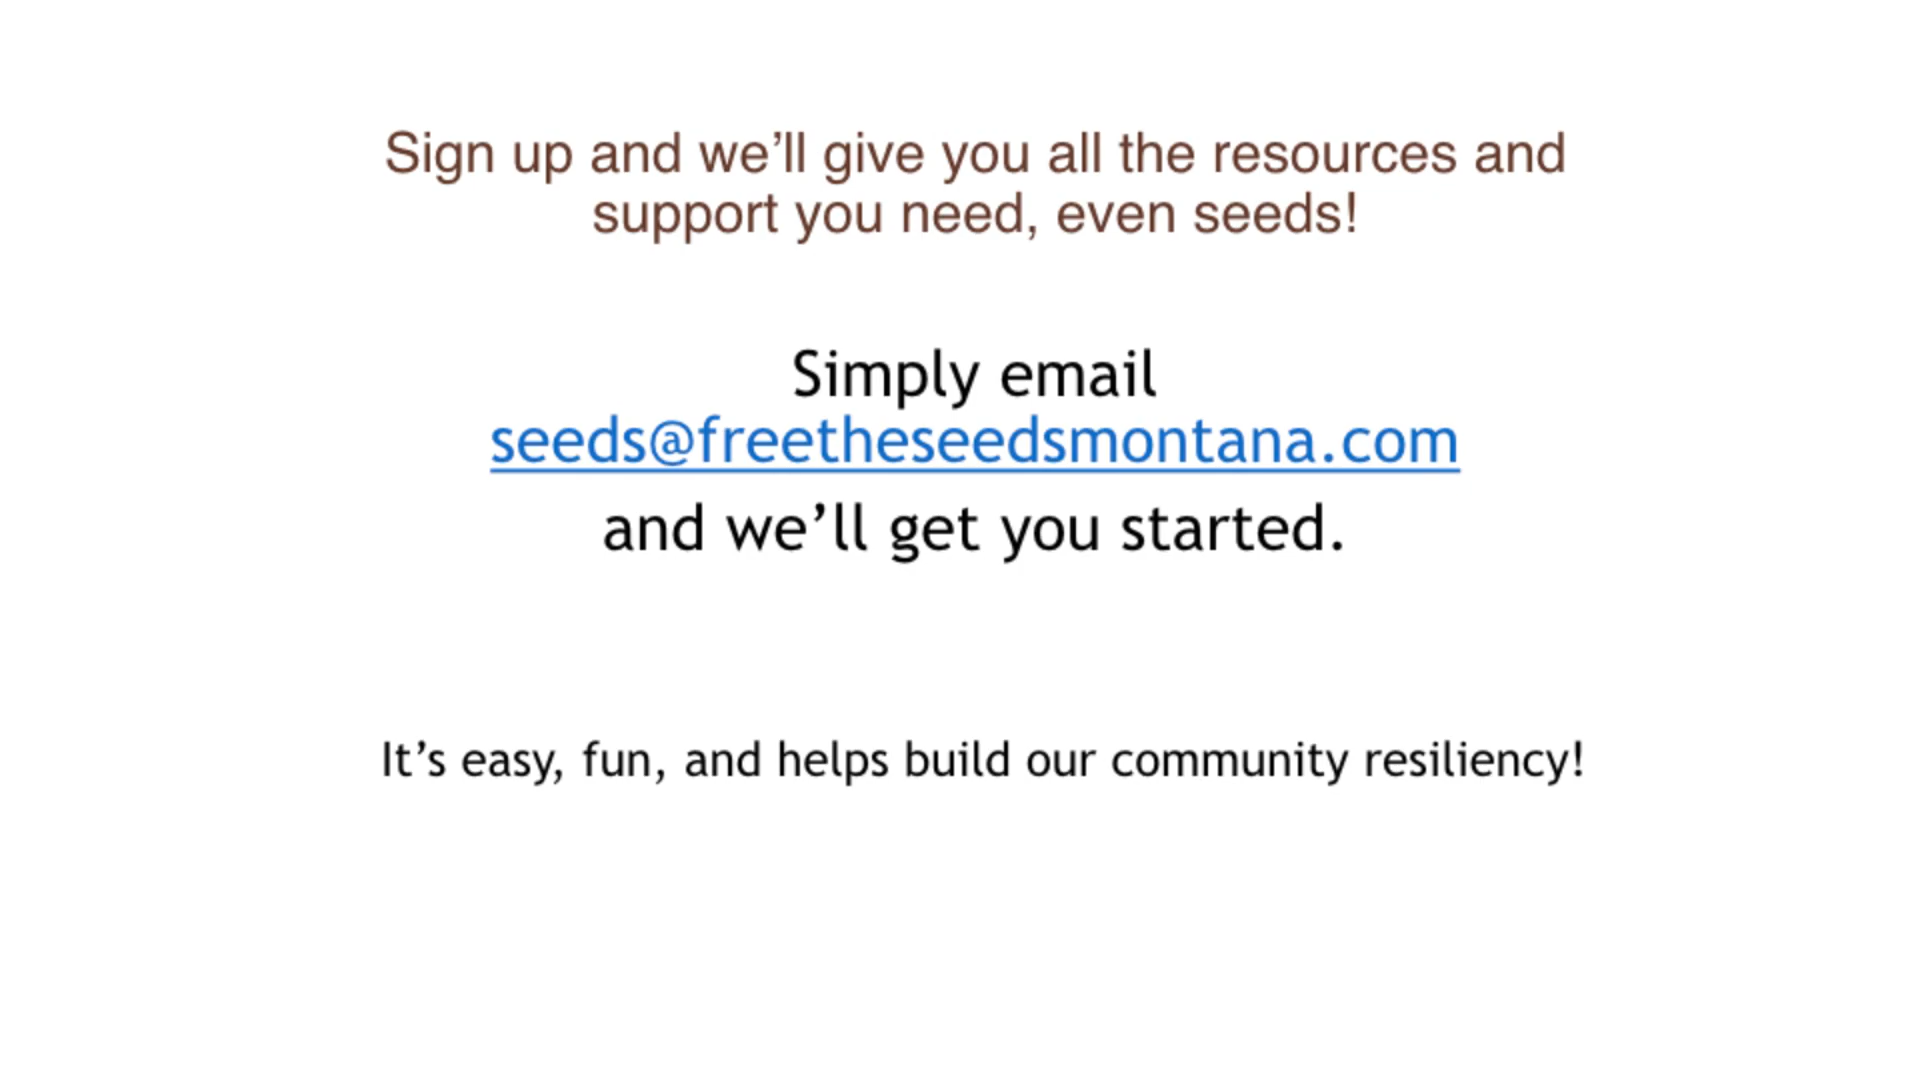 Sign up and we’ll give you all the resources and
support you need, even seeds!
Simply email
seeds@freetheseedsmontana.com
and we’ll get you started.
It’s easy, fun, and helps build our community resiliency!